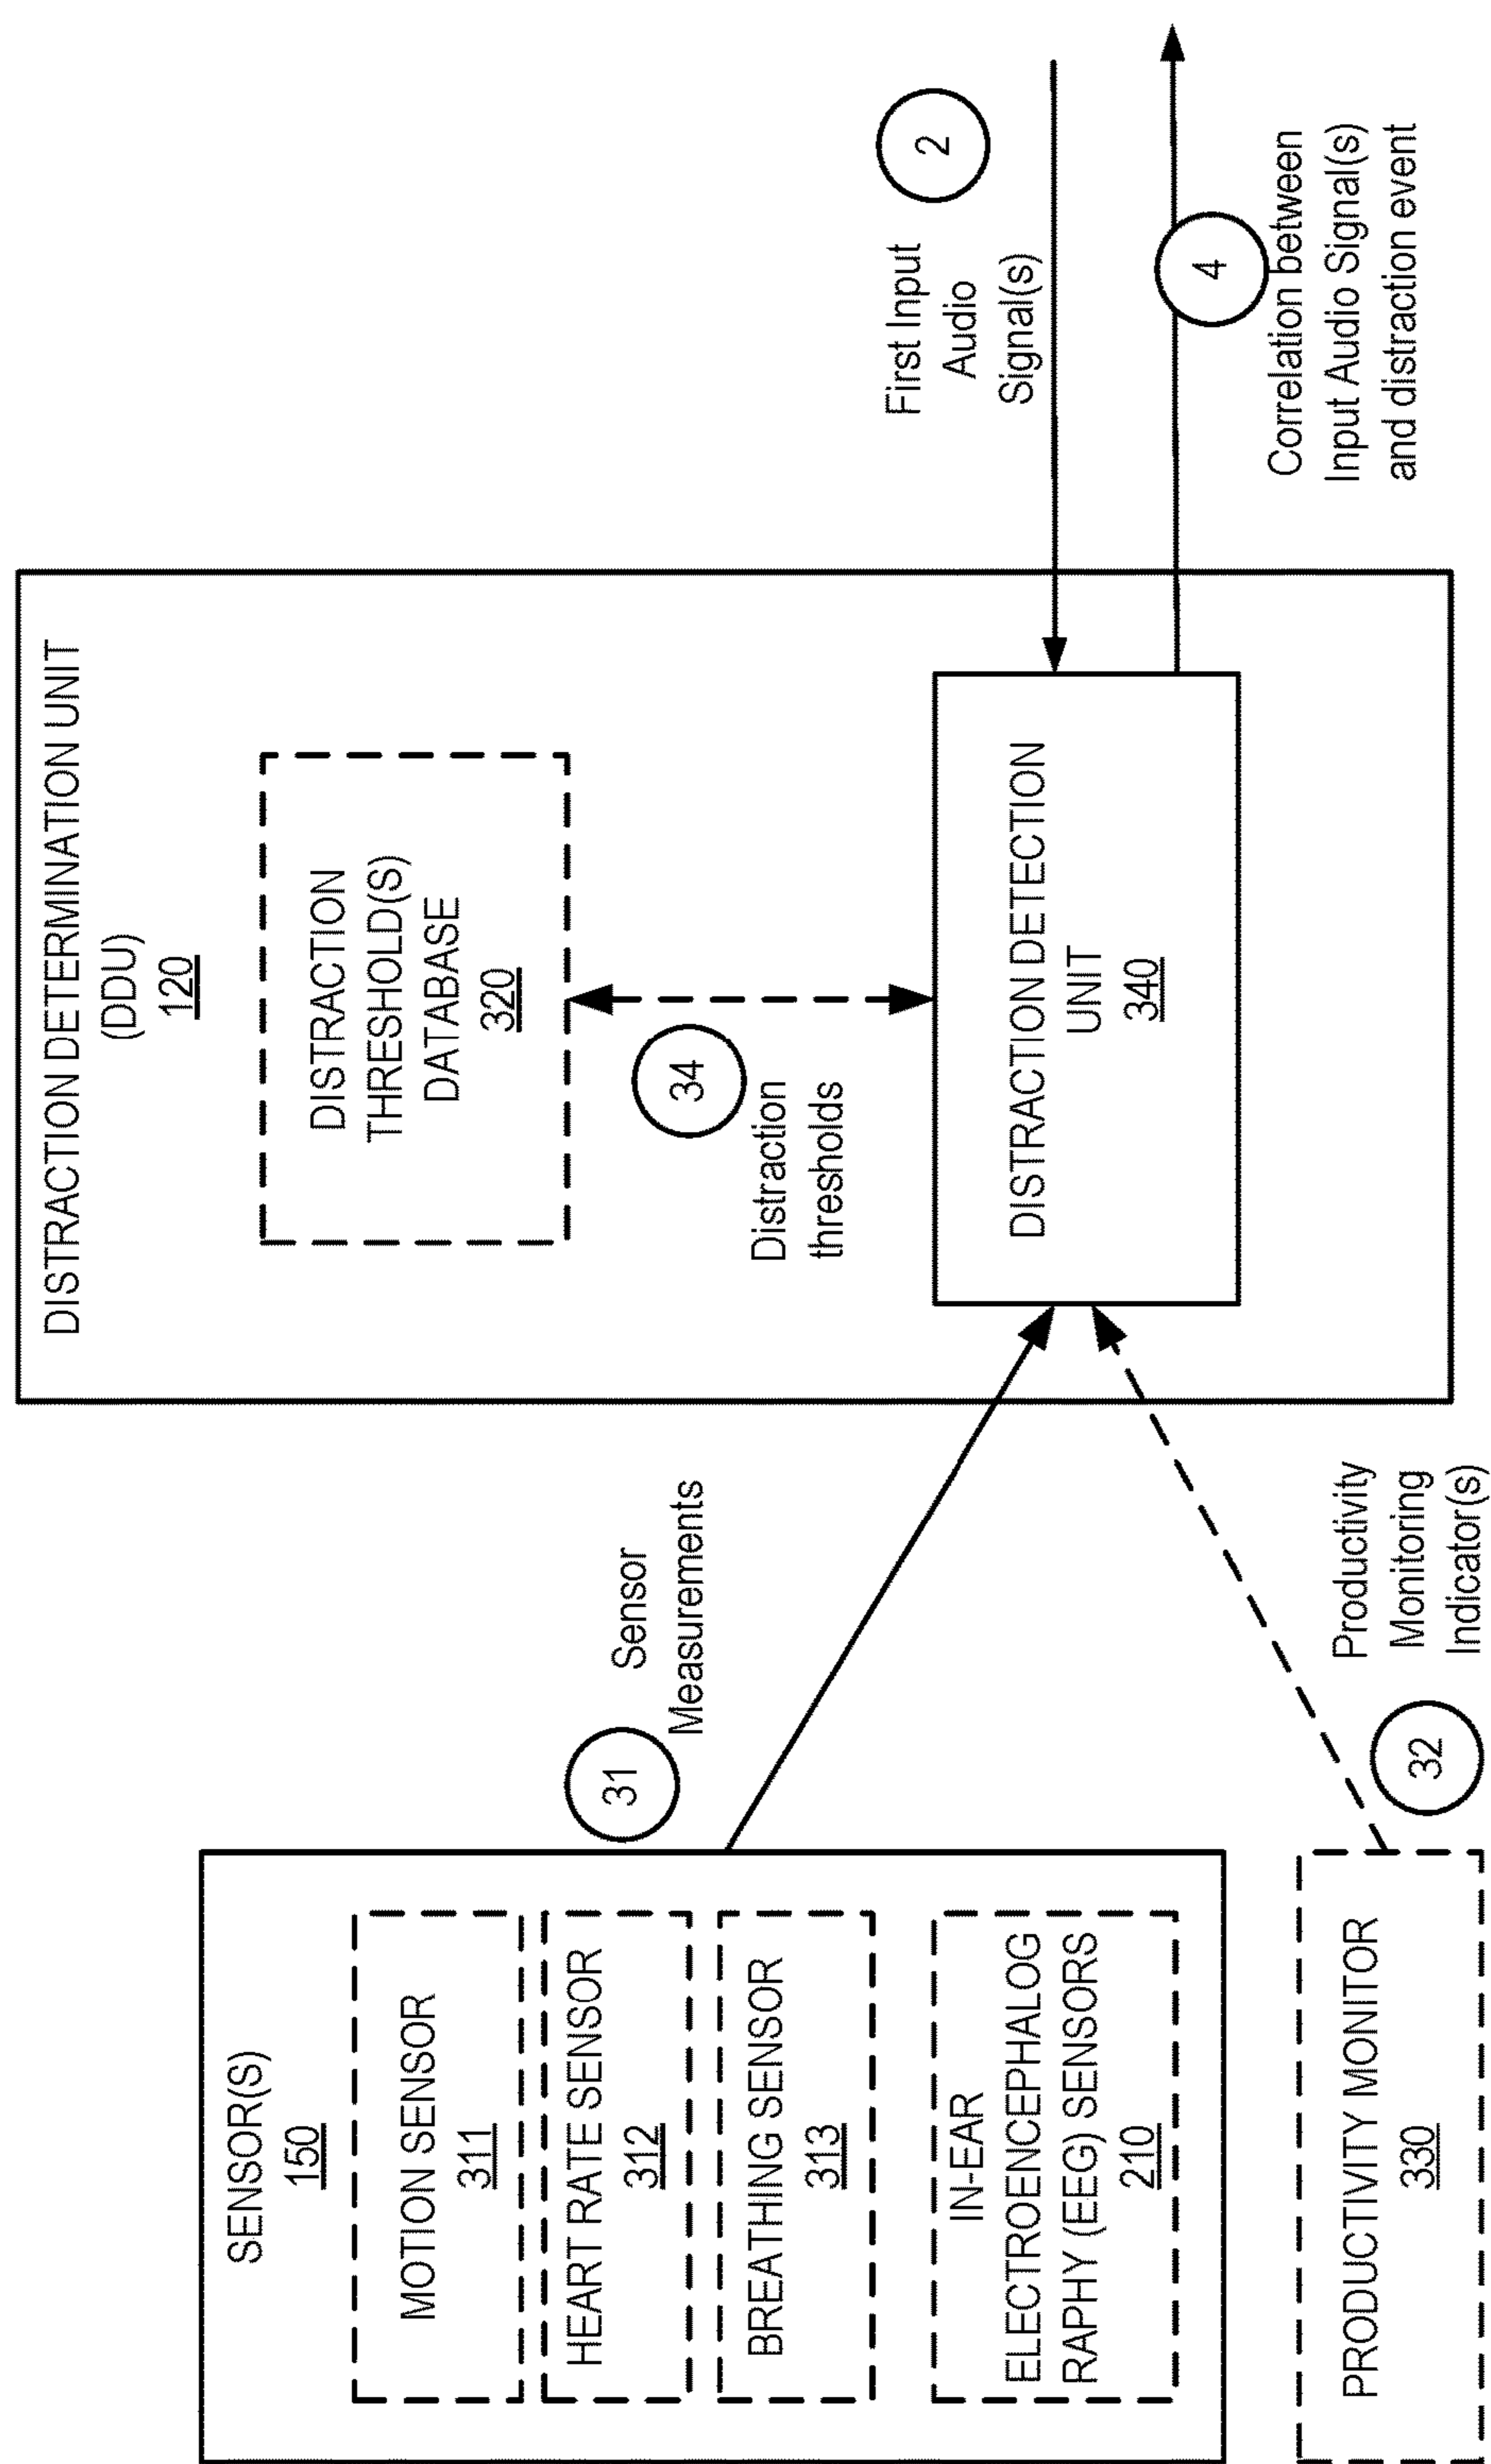 SENSOR(S)
150
MOTION SENSOR
311
HEART RATE SENSOR
312
BREATHING SENSOR
313
IN-EAR
ELECTROENCEPHALOG
RAPHY (EEG) SENSORS
210
PRODUCTIVITY MONITOR
330
31
Sensor
Measurements
32
Productivity
Monitoring
Indicator(s)
DISTRACTION DETERMINATION UNIT
(DDU)
120
DISTRACTION
THRESHOLD(S)
DATABASE
320
34
Distraction
thresholds
DISTRACTION DETECTION
UNIT
340
2
First Input
Audio
Signal(s)
4
Correlation between
Input Audio Signal(s)
and distraction event